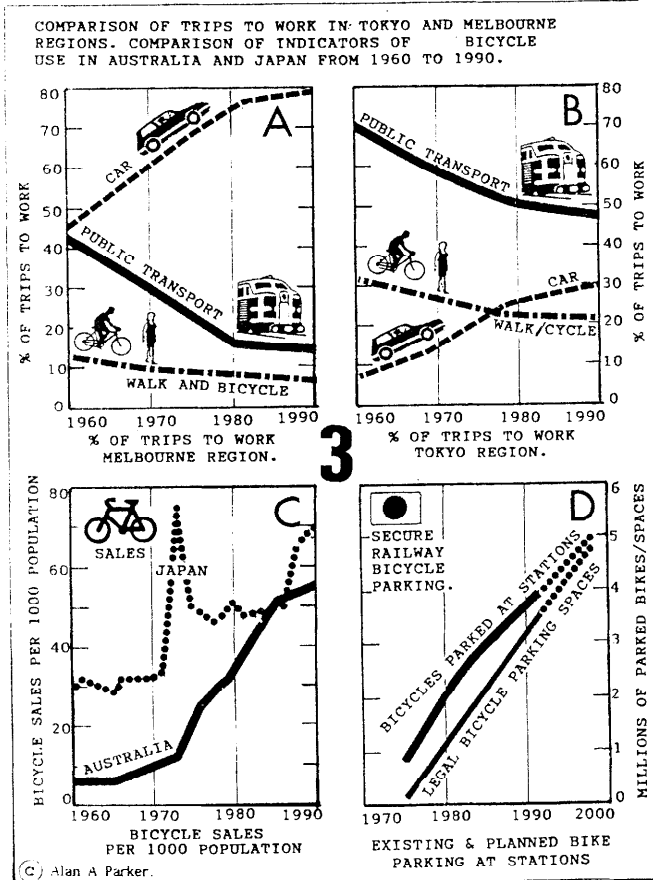 COMPARISON OF TRIPS TO WORK IN TOKYO AND MELBOURNE
REGIONS. COMPARISON OF INDICATORS OF BICYCLE
USE IN AUSTRALIA AND JAPAN FROM 1960 TO 1990.
A
% OF TRIPS TO WORK
80
70
60
50
40
30
20
10
0
CAR
PUBLIC TRANSPORT
WALK AND BICYCLE
1960 1970 1980 1990
% OF TRIPS TO WORK
MELBOURNE REGION.
B
PUBLIC TRANSPORT
CAR
WALK/CYCLE
80
70
60
50
40
30
20
10
0
% OF TRIPS TO WORK
1960 1970 1980 1990
% OF TRIPS TO WORK
TOKYO REGION.
3
C
BICYCLE SALES PER 1000 POPULATION
80
60
40
20
0
SALES
JAPAN
AUSTRALIA
1960 1970 1980 1990
BICYCLE SALES
PER 1000 POPULATION
D
SECURE
RAILWAY
BICYCLE
PARKING.
BICYCLES PARKED AT STATIONS
LEGAL BICYCLE PARKING SPACES
6
5
4
3
2
1
0
MILLIONS OF PARKED BIKES/SPACES
1970 1980 1990 2000
EXISTING & PLANNED BIKE
PARKING AT STATIONS
© Alan A Parker.